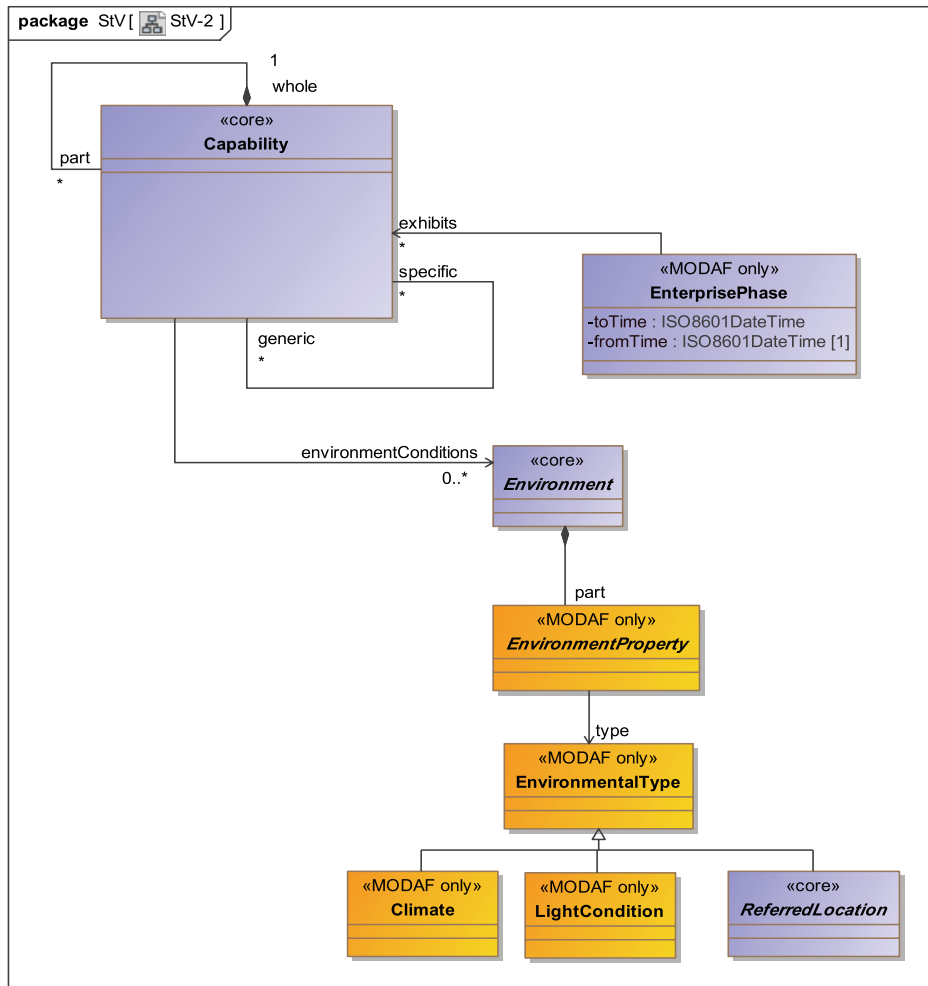 package StV[ StV-2 ]
1
whole
«core»
Capability
part
*
exhibits
*
specific
*
«MODAF only»
EnterprisePhase
-toTime : ISO8601DateTime
-fromTime : ISO8601DateTime [1]
generic
*
environmentConditions
0..*
«core»
Environment
part
«MODAF only»
EnvironmentProperty
type
«MODAF only»
EnvironmentalType
«MODAF only»
Climate
«MODAF only»
LightCondition
«core»
ReferredLocation